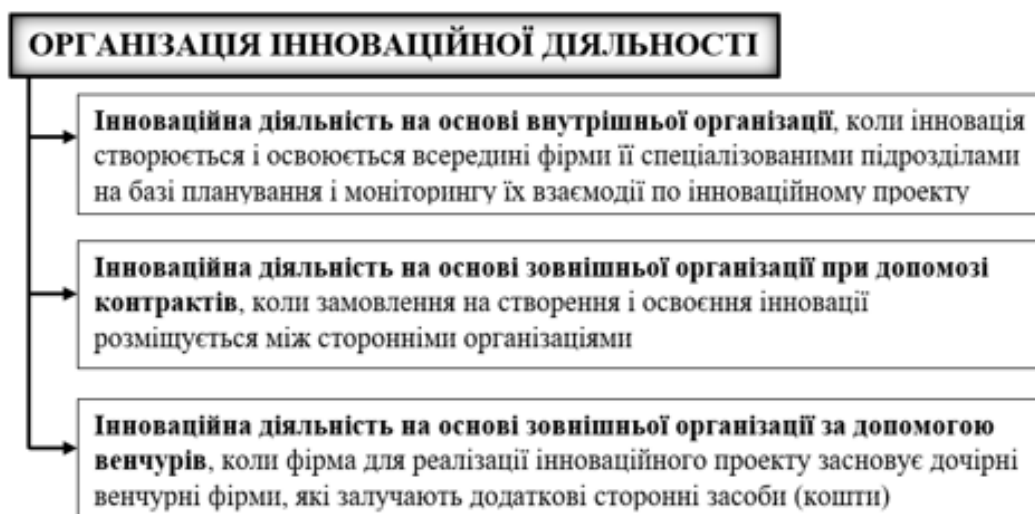 ОРГАНІЗАЦІЯ ІННОВАЦІЙНОЇ ДІЯЛЬНОСТІ
Інноваційна діяльність на основі внутрішньої організації, коли інновація
створюється і освоюється всередині фірми її спеціалізованими підрозділами
на базі планування і моніторингу їх взаємодії по інноваційному проекту
Інноваційна діяльність на основі зовнішньої організації при допомозі
контрактів, коли замовлення на створення і освоєння інновації
розміщується між сторонніми організаціями
Інноваційна діяльність на основі зовнішньої організації за допомогою
венчурів, коли фірма для реалізації інноваційного проекту засновує дочірні
венчурні фірми, які залучають додаткові сторонні засоби (кошти)